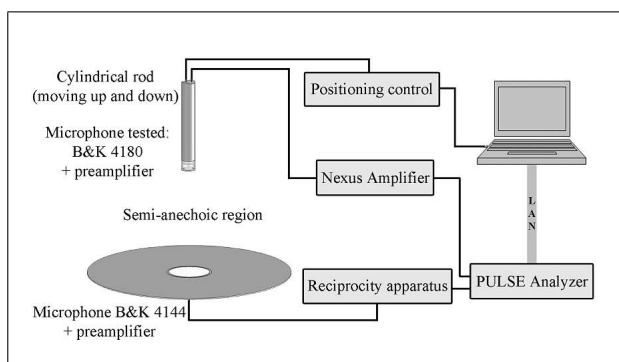 Cylindrical rod
(moving up and down)
Microphone tested:
B&K 4180
+ preamplifier
Positioning control
Nexus Amplifier
LAN
Semi-anechoic region
Reciprocity apparatus
PULSE Analyzer
Microphone B&K 4144
+ preamplifier